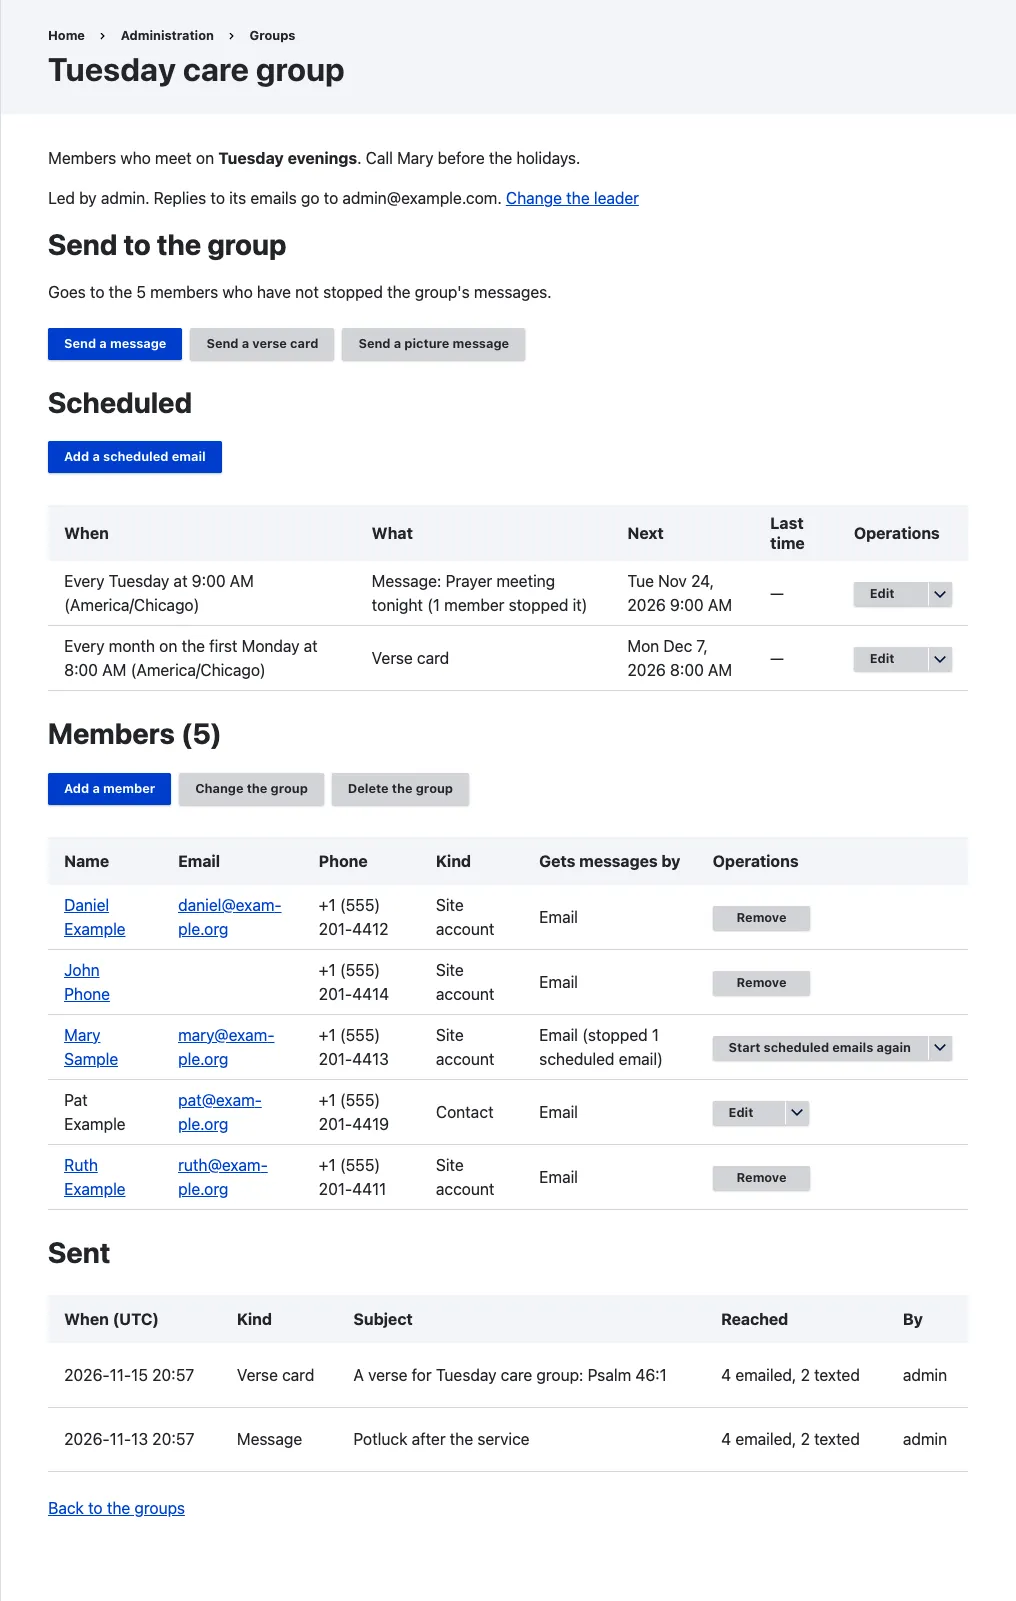 Home › Administration › Groups
Tuesday care group
Members who meet on Tuesday evenings. Call Mary before the holidays.
Led by admin. Replies to its emails go to admin@example.com. Change the leader
Send to the group
Goes to the 5 members who have not stopped the group's messages.
Send a message Send a verse card Send a picture message
Scheduled
Add a scheduled email
When What Next Last time Operations
Every Tuesday at 9:00 AM (America/Chicago) Message: Prayer meeting tonight (1 member stopped it) Tue Nov 24, 2026 9:00 AM — Edit
Every month on the first Monday at 8:00 AM (America/Chicago) Verse card Mon Dec 7, 2026 8:00 AM — Edit
Members (5)
Add a member Change the group Delete the group
Name Email Phone Kind Gets messages by Operations
Daniel Example daniel@exam-ple.org +1 (555) 201-4412 Site account Email Remove
John Phone +1 (555) 201-4414 Site account Email Remove
Mary Sample mary@exam-ple.org +1 (555) 201-4413 Site account Email (stopped 1 scheduled email) Start scheduled emails again
Pat Example pat@exam-ple.org +1 (555) 201-4419 Contact Email Edit
Ruth Example ruth@exam-ple.org +1 (555) 201-4411 Site account Email Remove
Sent
When (UTC) Kind Subject Reached By
2026-11-15 20:57 Verse card A verse for Tuesday care group: Psalm 46:1 4 emailed, 2 texted admin
2026-11-13 20:57 Message Potluck after the service 4 emailed, 2 texted admin
Back to the groups